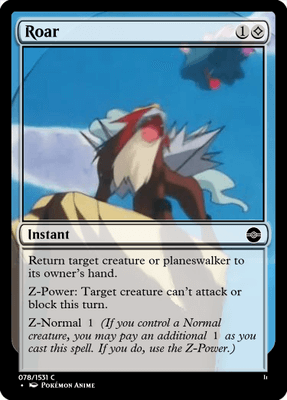 Roar 1
Instant
Return target creature or planeswalker to
its owner's hand.
Z-Power: Target creature can't attack or
block this turn.
Z-Normal 1 (If you control a Normal
creature, you may pay an additional 1 as you
cast this spell. If you do, use the Z-Power.)
078/1531 C
• Pokémon Anime